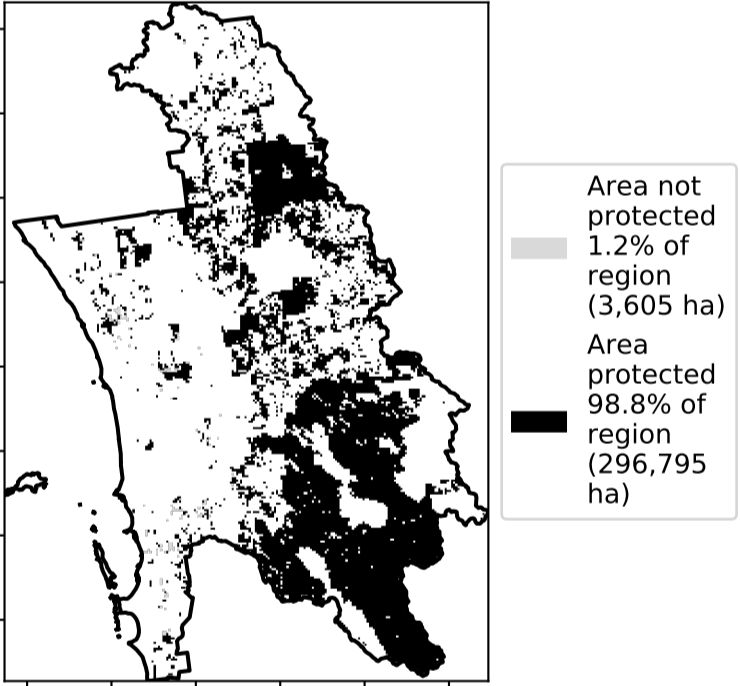 Area not
protected
1.2% of
region
(3,605 ha)
Area
protected
98.8% of
region
(296,795
ha)